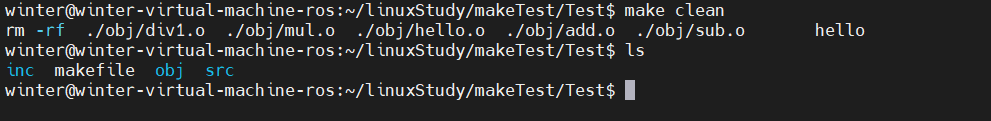 winter@winter-virtual-machine-ros:~/linuxStudy/makeTest/Test$ make clean
rm -rf  ./obj/div1.o  ./obj/mul.o  ./obj/hello.o  ./obj/add.o  ./obj/sub.o       hello
winter@winter-virtual-machine-ros:~/linuxStudy/makeTest/Test$ ls
inc  makefile  obj  src
winter@winter-virtual-machine-ros:~/linuxStudy/makeTest/Test$